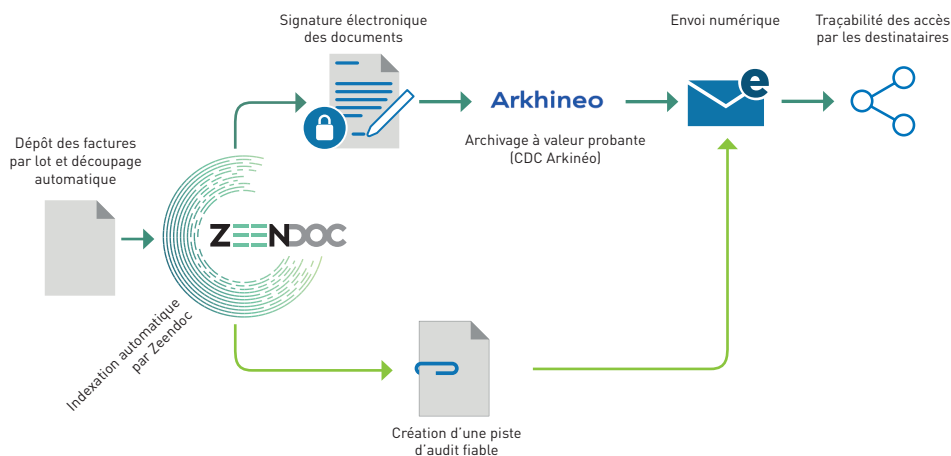 Signature électronique
des documents
Envoi numérique
Traçabilité des accès
par les destinataires
e
Arkhineo
Archivage à valeur probante
(CDC Arkinéo)
Dépôt des factures
par lot et découpage
automatique
ZEENDOC
Indexation automatique
par Zeendoc
Création d'une piste
d'audit fiable